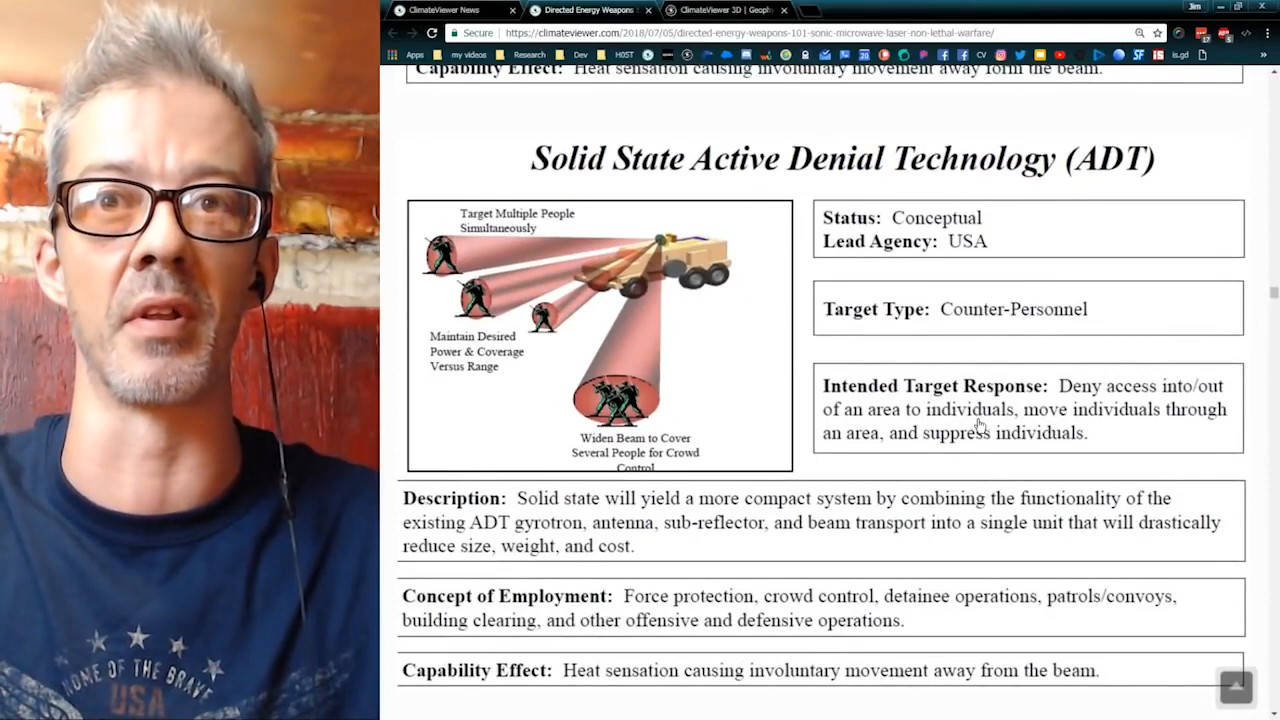 ClimateViewer News
Directed Energy Weapons
ClimateViewer 3D | Geoph
Jim
Secure
https://climateviewer.com/2018/07/05/directed-energy-weapons-101-sonic-microwave-laser-non-lethal-warfare/
Apps
my videos
Research
Dev
H0ST
CV
is.gd
Capability Effect: Heat sensation causing involuntary movement away form the beam.
Solid State Active Denial Technology (ADT)
Target Multiple People
Simultaneously
Maintain Desired
Power & Coverage
Versus Range
Widen Beam to Cover
Several People for Crowd
Control
Status: Conceptual
Lead Agency: USA
Target Type: Counter-Personnel
Intended Target Response: Deny access into/out
of an area to individuals, move individuals through
an area, and suppress individuals.
Description: Solid state will yield a more compact system by combining the functionality of the
existing ADT gyrotron, antenna, sub-reflector, and beam transport into a single unit that will drastically
reduce size, weight, and cost.
Concept of Employment: Force protection, crowd control, detainee operations, patrols/convoys,
building clearing, and other offensive and defensive operations.
Capability Effect: Heat sensation causing involuntary movement away from the beam.
OF THE BRAVE
USA